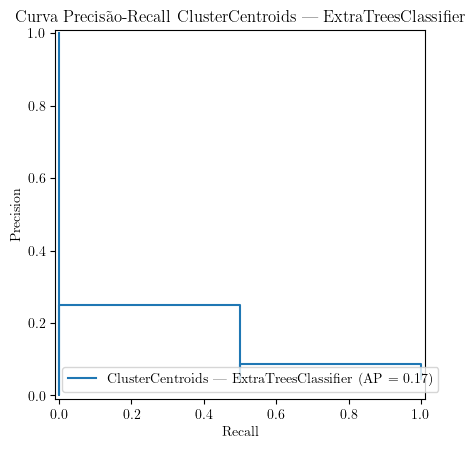 Curva Precisão-Recall ClusterCentroids — ExtraTreesClassifier
1.0
0.8
0.6
0.4
0.2
0.0
Precision
ClusterCentroids — ExtraTreesClassifier (AP = 0.17)
0.0 0.2 0.4 0.6 0.8 1.0
Recall